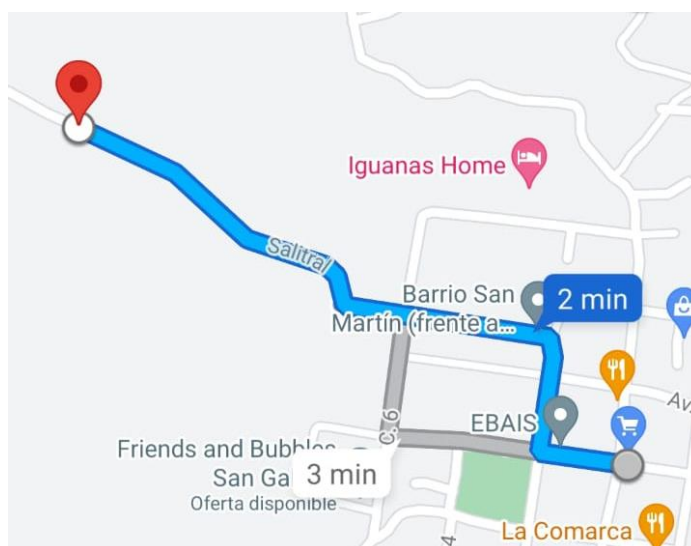 Iguanas Home
Salitral
Barrio San
Martín (frente a...
2 min
Av
c. 6
EBAIS
Friends and Bubbles
San Ga
Oferta disponible
3 min
4
La Comarca